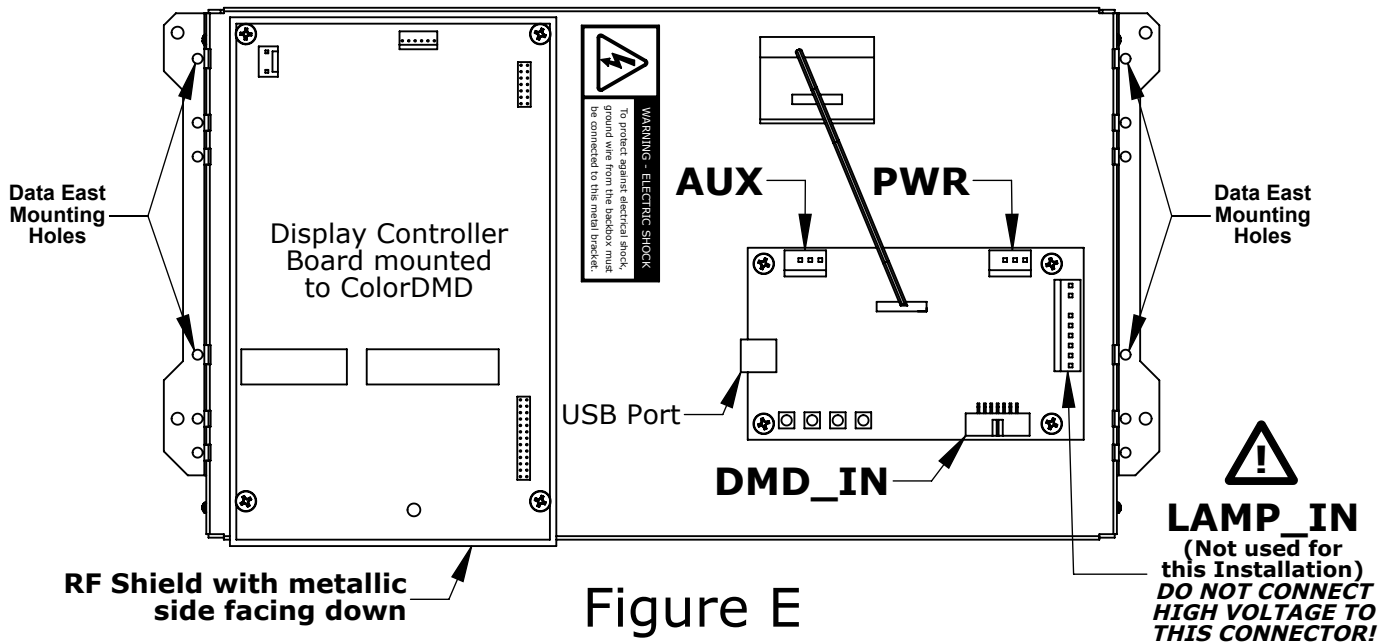 WARNING - ELECTRIC SHOCK
To protect against electrical shock,
ground wire from the backbox must
be connected to this metal bracket.
AUX
PWR
Data East
Mounting
Holes
Data East
Mounting
Holes
Display Controller
Board mounted
to ColorDMD
USB Port
DMD_IN
!
LAMP_IN
(Not used for
this Installation)
DO NOT CONNECT
HIGH VOLTAGE TO
THIS CONNECTOR!
RF Shield with metallic
side facing down
Figure E